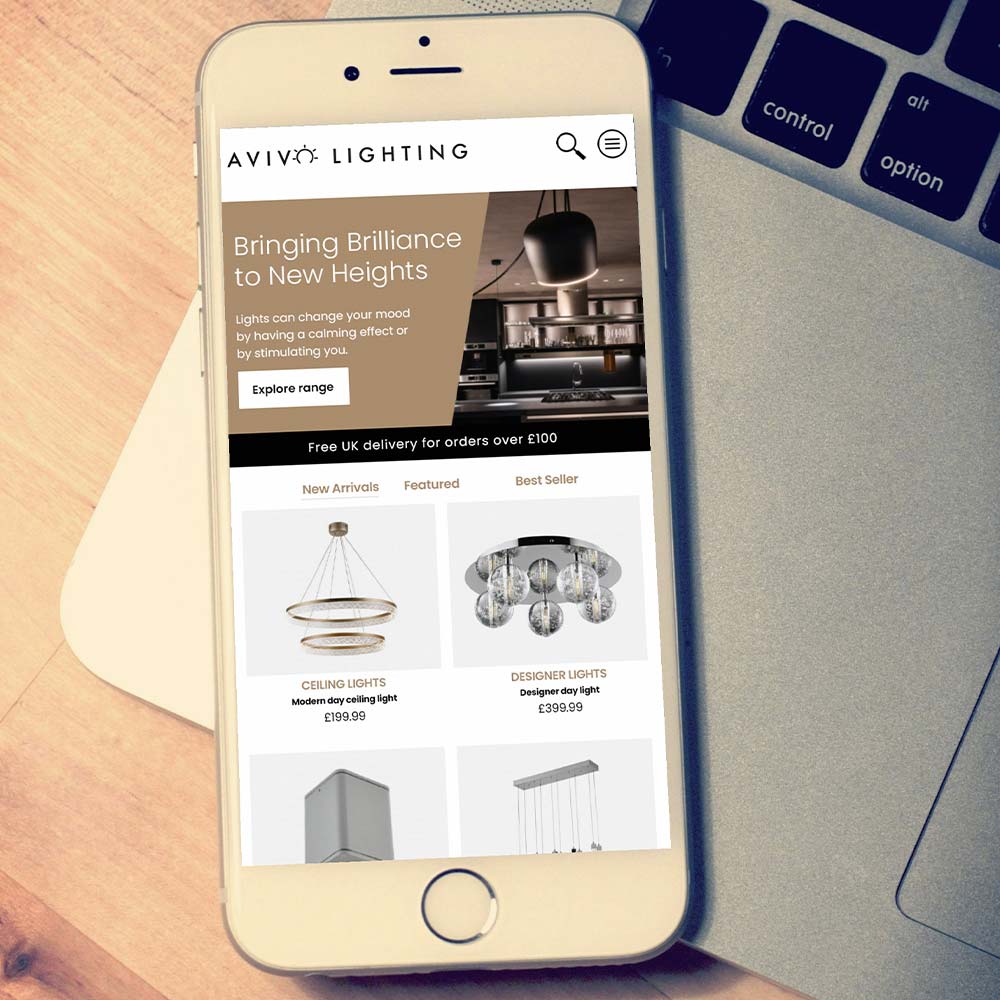 fn
control
alt
option
AVIVO LIGHTING
Bringing Brilliance
to New Heights
Lights can change your mood
by having a calming effect or
by stimulating you.
Explore range
Free UK delivery for orders over £100
New Arrivals Featured Best Seller
CEILING LIGHTS
Modern day ceiling light
£199.99
DESIGNER LIGHTS
Designer day light
£399.99